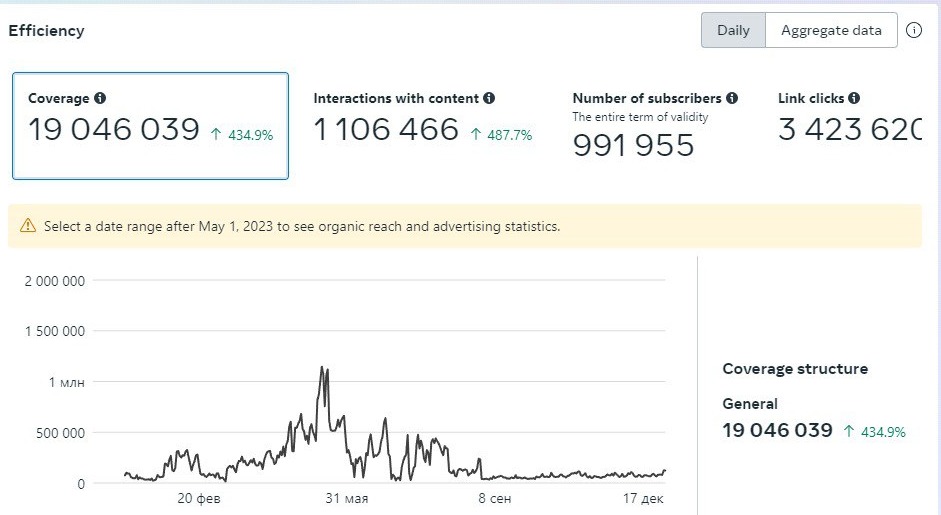 Efficiency
Daily
Aggregate data
Coverage
19 046 039 ↑ 434.9%
Interactions with content
1 106 466 ↑ 487.7%
Number of subscribers
The entire term of validity
991 955
Link clicks
3 423 620
Select a date range after May 1, 2023 to see organic reach and advertising statistics.
2 000 000
1 500 000
1 млн
500 000
0
20 фев
31 мая
8 сен
17 дек
Coverage structure
General
19 046 039 ↑ 434.9%